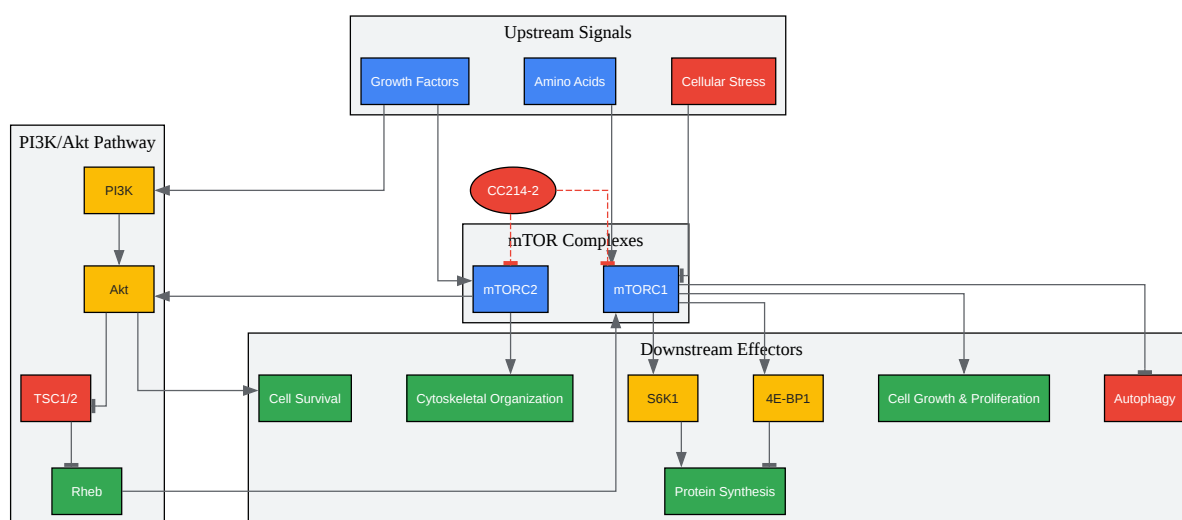 Upstream Signals
Growth Factors
Amino Acids
Cellular Stress
PI3K/Akt Pathway
PI3K
CC214-2
mTOR Complexes
Akt
mTORC2
mTORC1
Downstream Effectors
TSC1/2
Cell Survival
Cytoskeletal Organization
S6K1
4E-BP1
Cell Growth & Proliferation
Autophagy
Rheb
Protein Synthesis